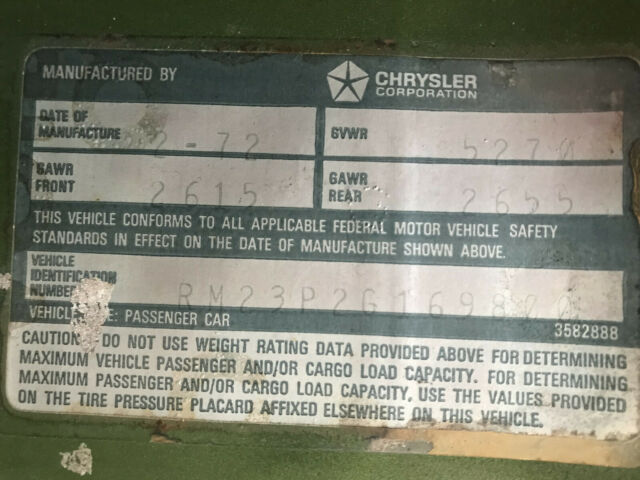 MANUFACTURED BY
CHRYSLER
CORPORATION
DATE OF
MANUFACTURE 2-72
GVWR 5270
GAWR
FRONT 2615
GAWR
REAR 2655
THIS VEHICLE CONFORMS TO ALL APPLICABLE FEDERAL MOTOR VEHICLE SAFETY
STANDARDS IN EFFECT ON THE DATE OF MANUFACTURE SHOWN ABOVE.
VEHICLE
IDENTIFICATION
NUMBER
VEHICLE TYPE: PASSENGER CAR
3582888
CAUTION: DO NOT USE WEIGHT RATING DATA PROVIDED ABOVE FOR DETERMINING
MAXIMUM VEHICLE PASSENGER AND/OR CARGO LOAD CAPACITY. FOR DETERMINING
MAXIMUM PASSENGER AND/OR CARGO LOAD CAPACITY, USE THE VALUES PROVIDED
ON THE TIRE PRESSURE PLACARD AFFIXED ELSEWHERE ON THIS VEHICLE.